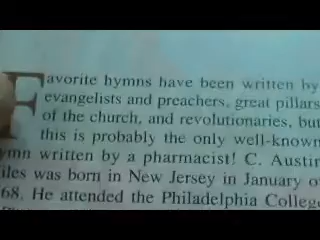 Favorite hymns have been written by
evangelists and preachers, great pillars
of the church, and revolutionaries, but
this is probably the only well-known
ymn written by a pharmacist! C. Austin
iles was born in New Jersey in January o
68. He attended the Philadelphia College